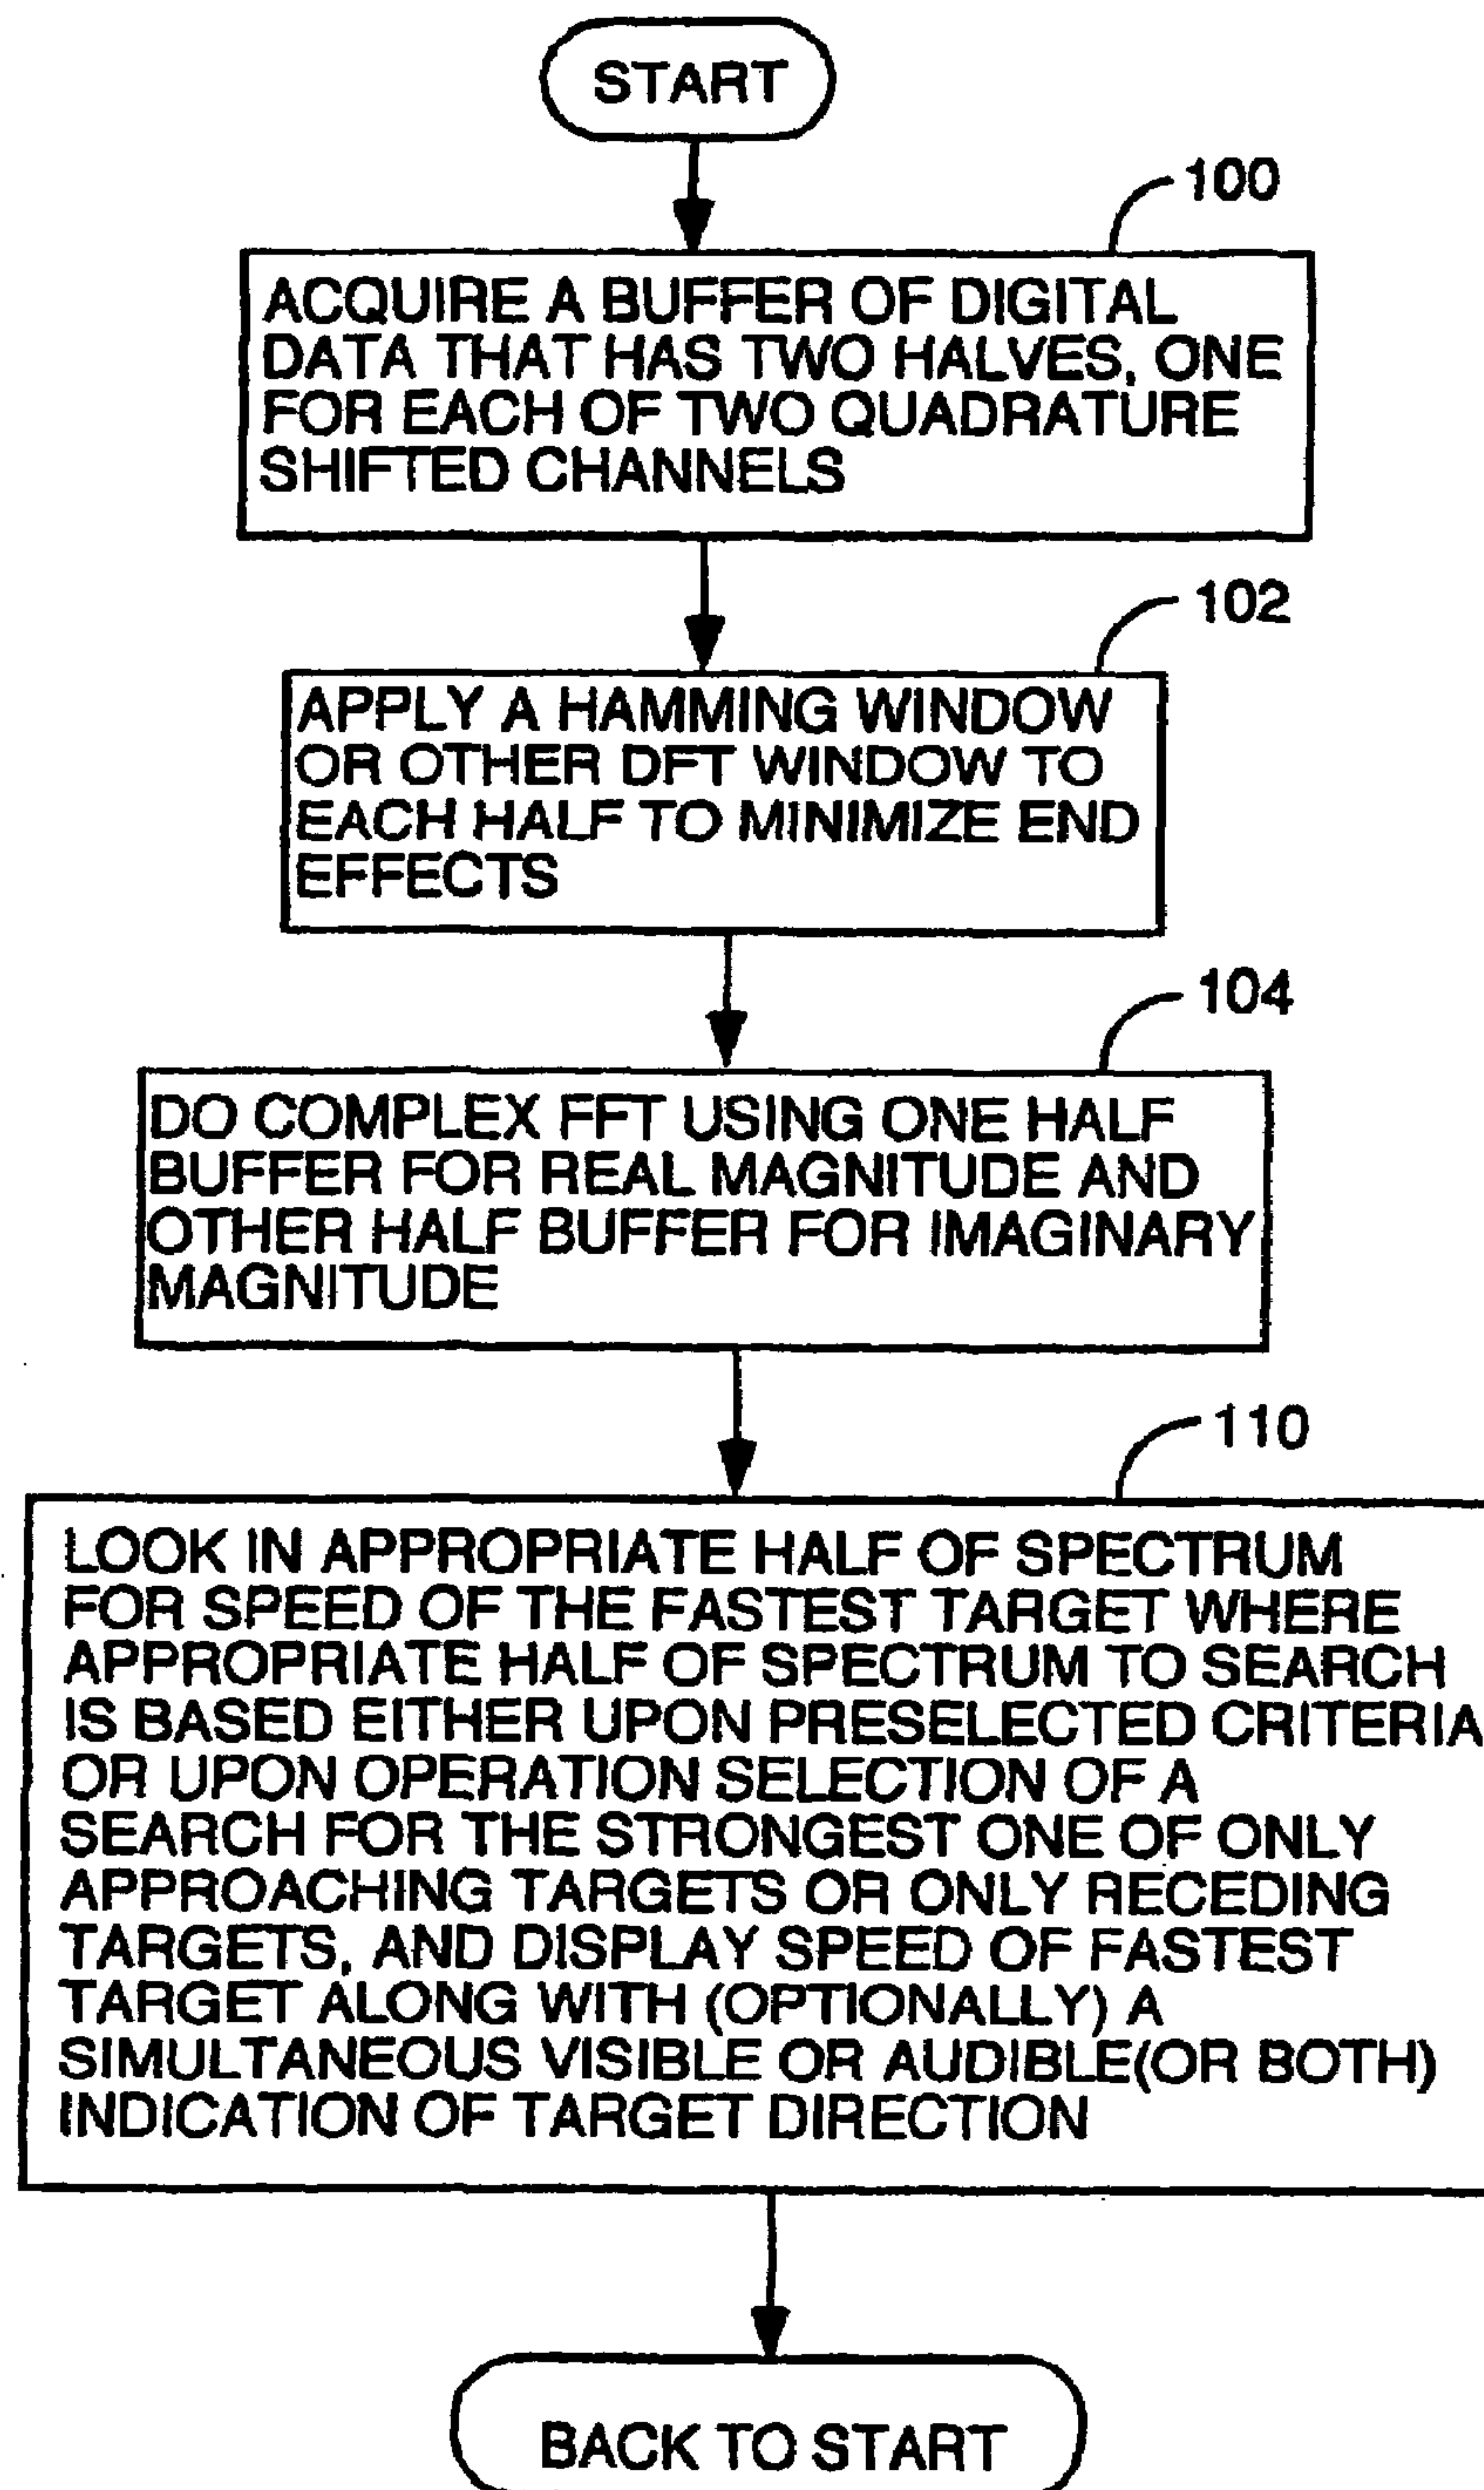 START
100
ACQUIRE A BUFFER OF DIGITAL
DATA THAT HAS TWO HALVES, ONE
FOR EACH OF TWO QUADRATURE
SHIFTED CHANNELS
102
APPLY A HAMMING WINDOW
OR OTHER DFT WINDOW TO
EACH HALF TO MINIMIZE END
EFFECTS
104
DO COMPLEX FFT USING ONE HALF
BUFFER FOR REAL MAGNITUDE AND
OTHER HALF BUFFER FOR IMAGINARY
MAGNITUDE
110
LOOK IN APPROPRIATE HALF OF SPECTRUM
FOR SPEED OF THE FASTEST TARGET WHERE
APPROPRIATE HALF OF SPECTRUM TO SEARCH
IS BASED EITHER UPON PRESELECTED CRITERIA
OR UPON OPERATION SELECTION OF A
SEARCH FOR THE STRONGEST ONE OF ONLY
APPROACHING TARGETS OR ONLY RECEDING
TARGETS, AND DISPLAY SPEED OF FASTEST
TARGET ALONG WITH (OPTIONALLY) A
SIMULTANEOUS VISIBLE OR AUDIBLE(OR BOTH)
INDICATION OF TARGET DIRECTION
BACK TO START